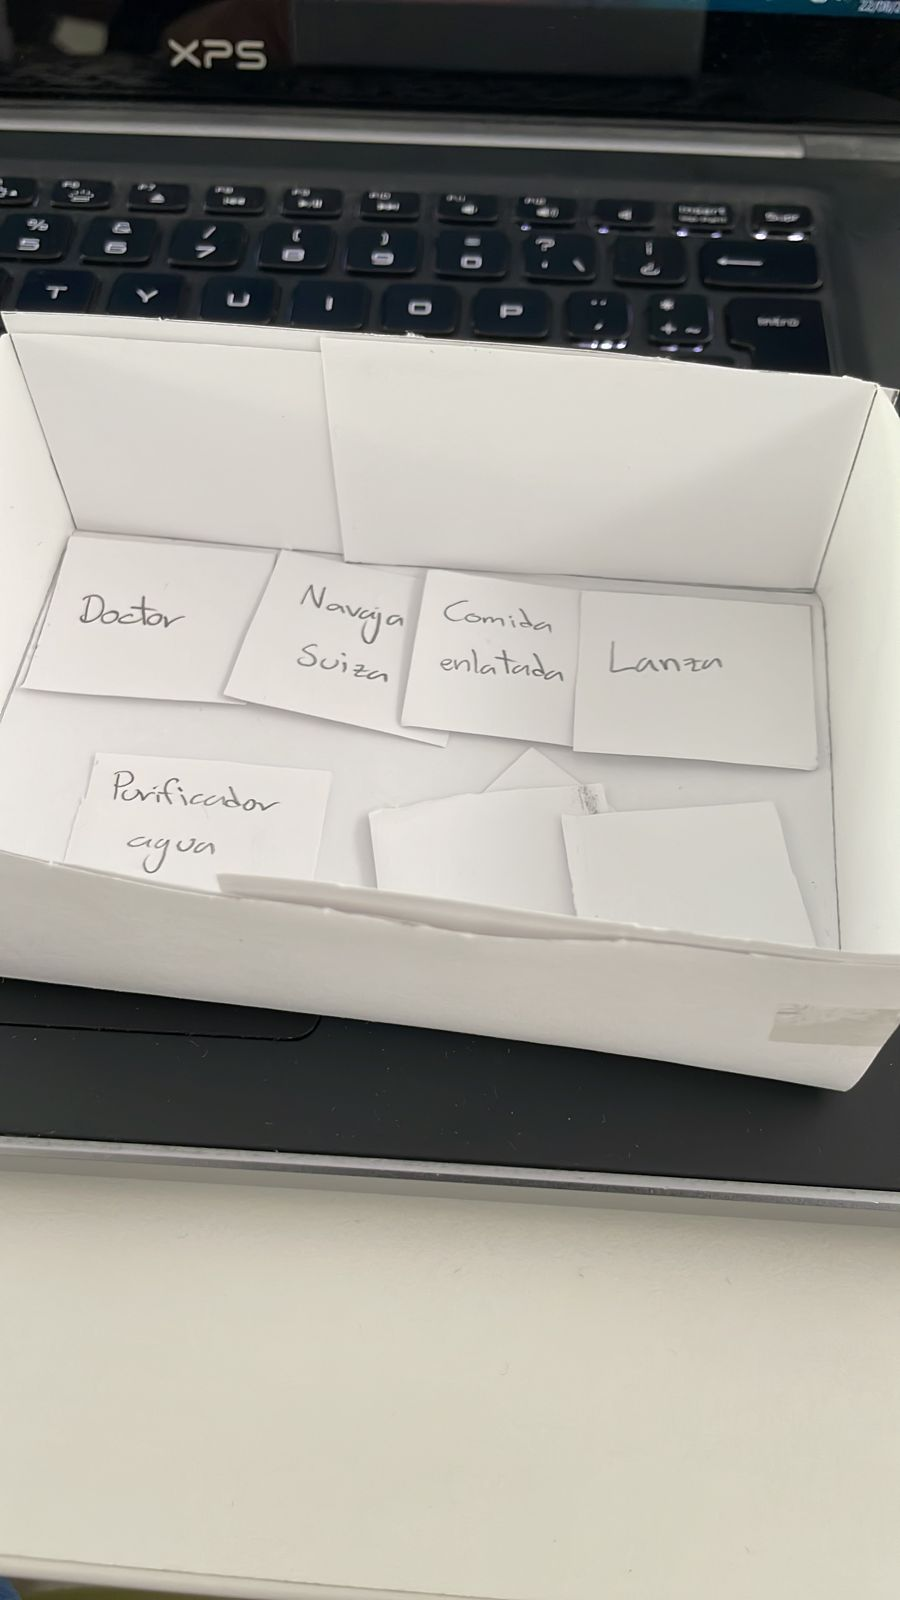 XPS
T Y U I O P
Doctor
Navaja
Suiza
Comida
enlatada
Lanza
Purificador
agua